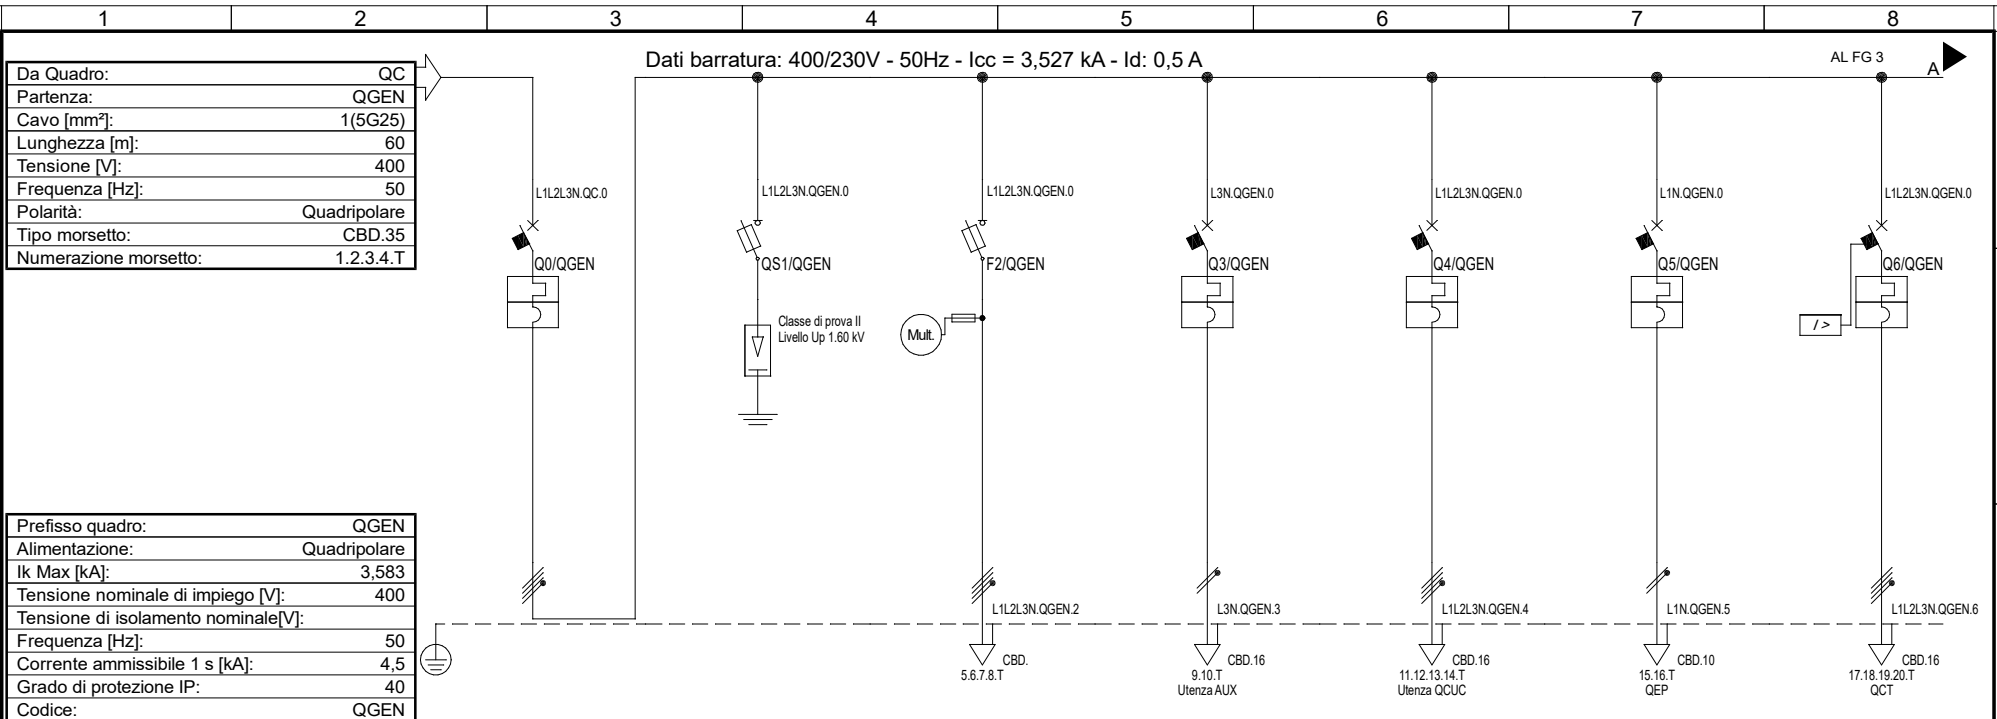 1 2 3 4 5 6 7 8
Dati barratura: 400/230V - 50Hz - Icc = 3,527 kA - Id: 0,5 A
AL FG 3
A
Da Quadro: QC
Partenza: QGEN
Cavo [mm²]: 1(5G25)
Lunghezza [m]: 60
Tensione [V]: 400
Frequenza [Hz]: 50
Polarità: Quadripolare
Tipo morsetto: CBD.35
Numerazione morsetto: 1.2.3.4.T
L1L2L3N.QC.0 L1L2L3N.QGEN.0 L1L2L3N.QGEN.0 L3N.QGEN.0 L1L2L3N.QGEN.0 L1N.QGEN.0 L1L2L3N.QGEN.0
Q0/QGEN QS1/QGEN F2/QGEN Q3/QGEN Q4/QGEN Q5/QGEN Q6/QGEN
Classe di prova II
Livello Up 1.60 kV
Mult.
I >
Prefisso quadro: QGEN
Alimentazione: Quadripolare
Ik Max [kA]: 3,583
Tensione nominale di impiego [V]: 400
Tensione di isolamento nominale[V]:
Frequenza [Hz]: 50
Corrente ammissibile 1 s [kA]: 4,5
Grado di protezione IP: 40
Codice: QGEN
L1L2L3N.QGEN.2 L3N.QGEN.3 L1L2L3N.QGEN.4 L1N.QGEN.5 L1L2L3N.QGEN.6
CBD. CBD.16 CBD.16 CBD.10 CBD.16
5.6.7.8.T 9.10.T 11.12.13.14.T 15.16.T 17.18.19.20.T
Utenza AUX Utenza QCUC QEP QCT